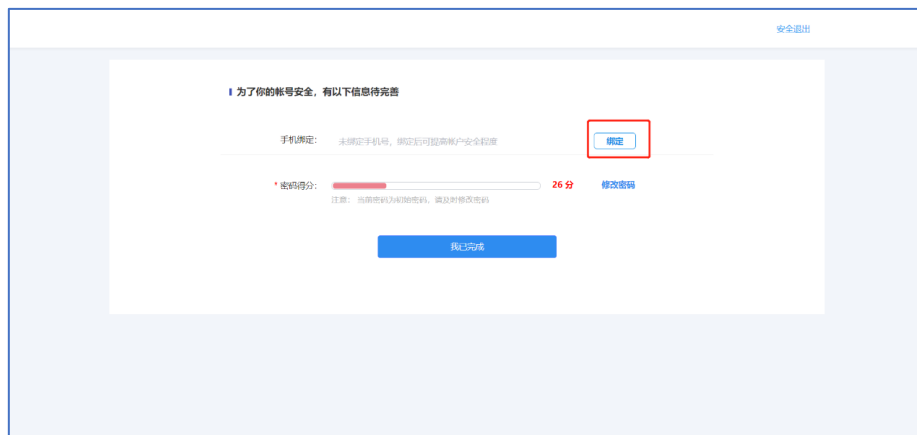 安全退出
为了你的帐号安全，有以下信息待完善
手机绑定： 未绑定手机号，绑定后可提高帐户安全程度 绑定
* 密码得分： 26 分 修改密码
注意： 当前密码为初始密码，请及时修改密码
我已完成